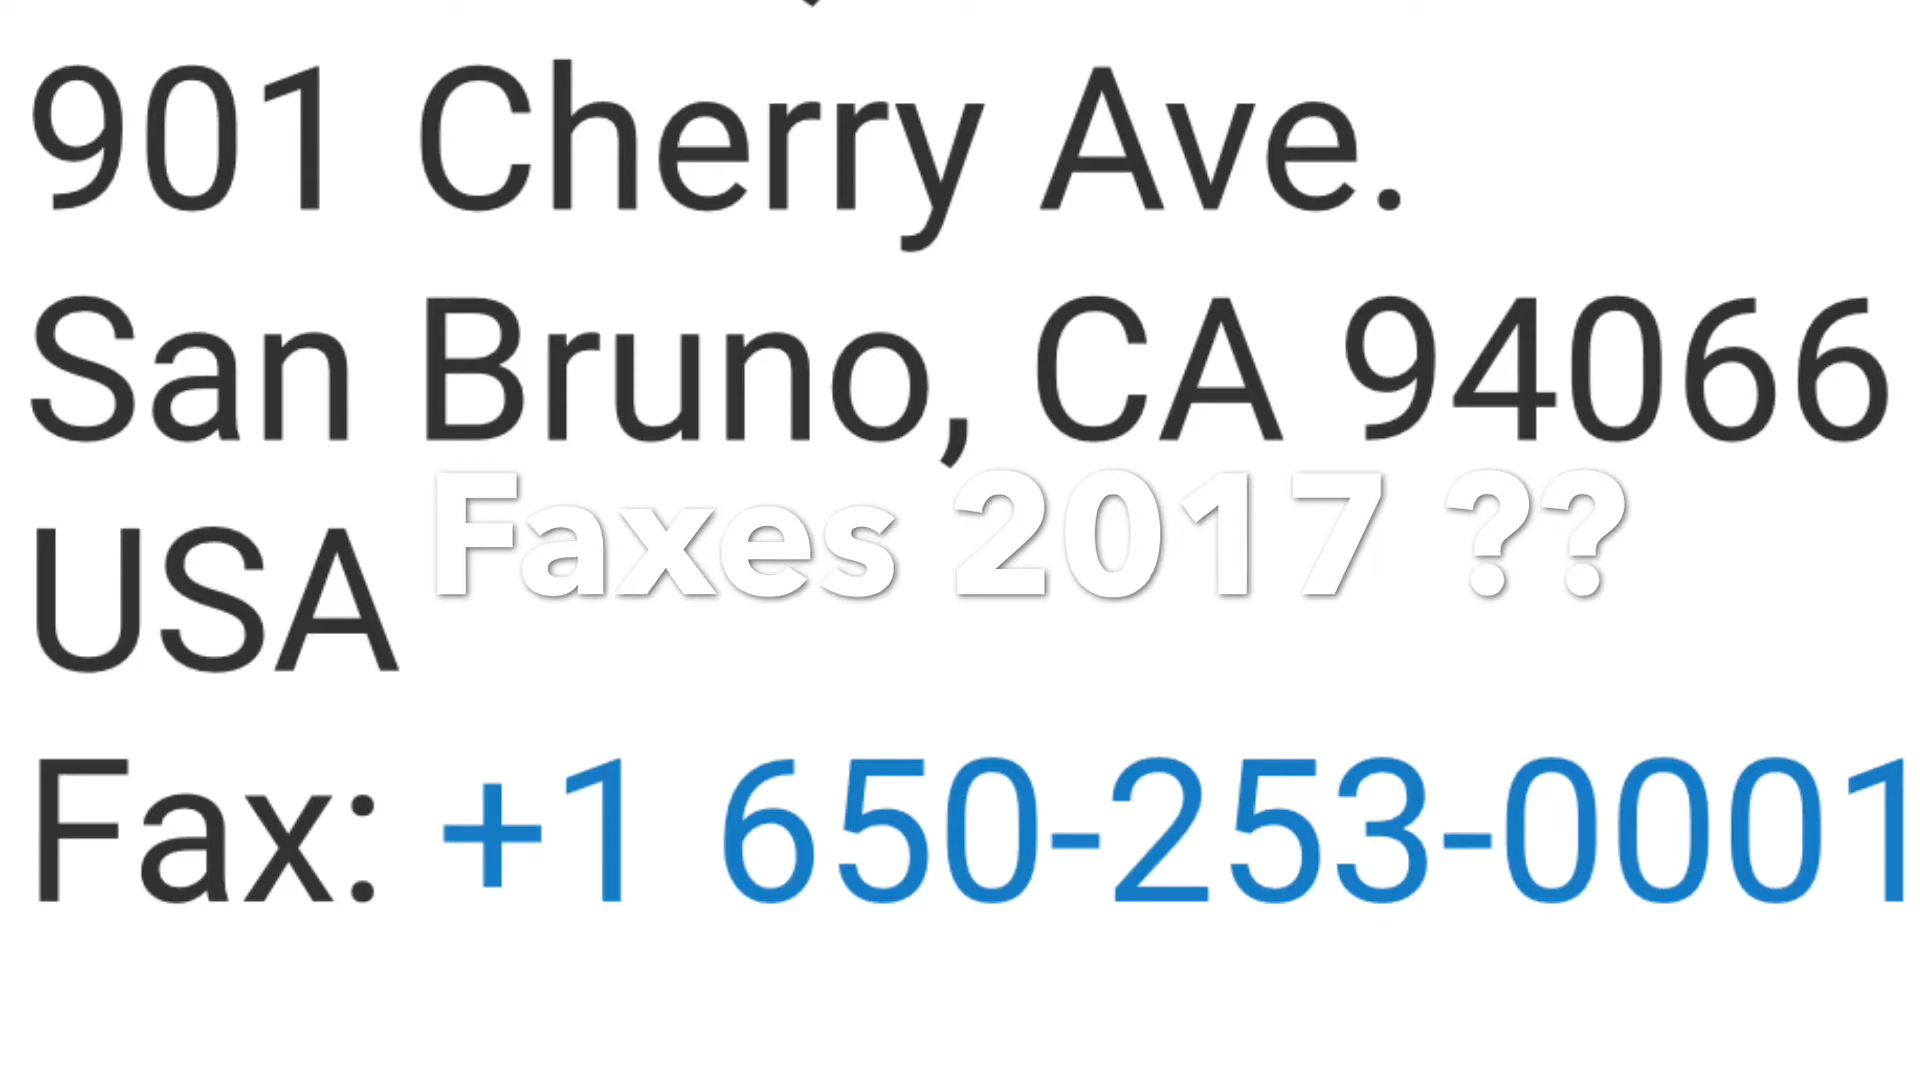 901 Cherry Ave.
San Bruno, CA 94066
Faxes 2017 ??
USA
Fax: +1 650-253-0001